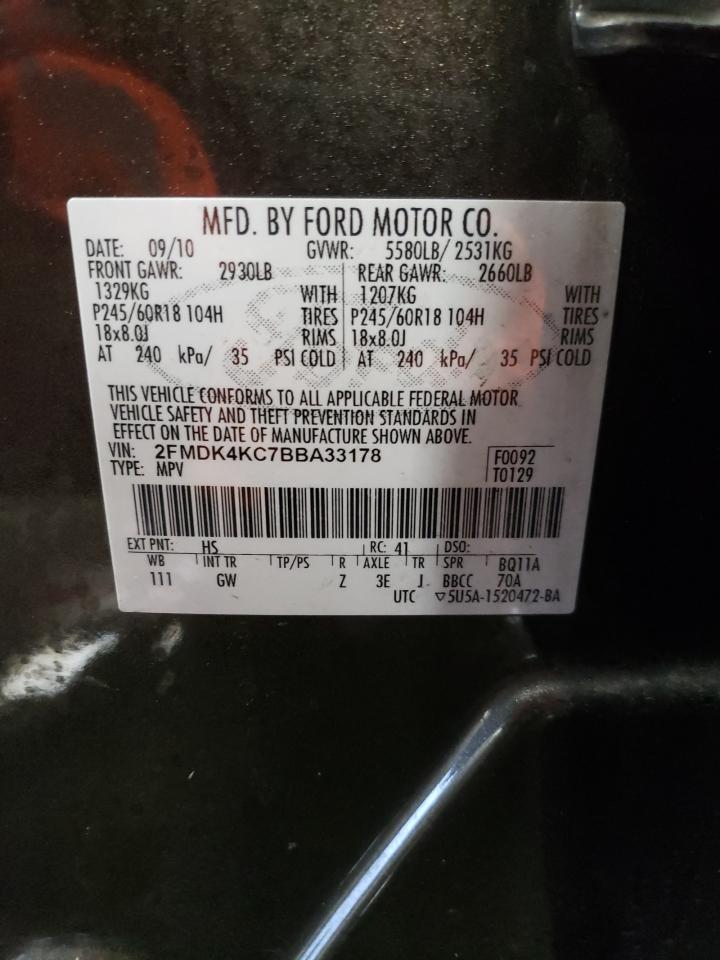 MFD. BY FORD MOTOR CO.
DATE: 09/10 GVWR: 5580LB/ 2531KG
FRONT GAWR: 2930LB REAR GAWR: 2660LB
1329KG WITH 1207KG WITH
P245/60R18 104H TIRES P245/60R18 104H TIRES
18x8.0J RIMS 18x8.0J RIMS
AT 240 kPa/ 35 PSI COLD AT 240 kPa/ 35 PSI COLD
THIS VEHICLE CONFORMS TO ALL APPLICABLE FEDERAL MOTOR
VEHICLE SAFETY AND THEFT PREVENTION STANDARDS IN
EFFECT ON THE DATE OF MANUFACTURE SHOWN ABOVE.
VIN: 2FMDK4KC7BBA33178 F0092
TYPE: MPV T0129
EXT PNT: HS RC: 41 DSO:
WB INT TR TP/PS R AXLE TR SPR BQ11A
111 GW Z 3E J BBCC 70A
UTC ▽5U5A-1520472-BA